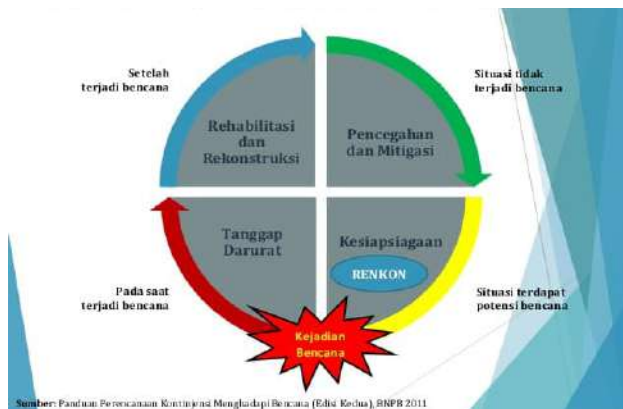 Setelah
terjadi bencana
Situasi tidak
terjadi bencana
Rehabilitasi
dan
Rekonstruksi
Pencegahan
dan Mitigasi
Tanggap
Darurat
Kesiapsiagaan
RENKON
Pada saat
terjadi bencana
Situasi terdapat
potensi bencana
Kejadian
Bencana
Sumber: Panduan Perencanaan Kontinjensi Menghadapi Bencana (Edisi Kedua), BNPB 2011